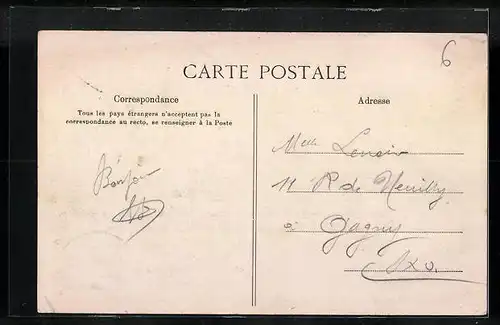 6
CARTE POSTALE
Correspondance
Tous les pays étrangers n'acceptent pas la
correspondance au recto, se renseigner à la Poste
Adresse
Bonjour
Melle Lenoir
11 R de Neuilly
à Gagny